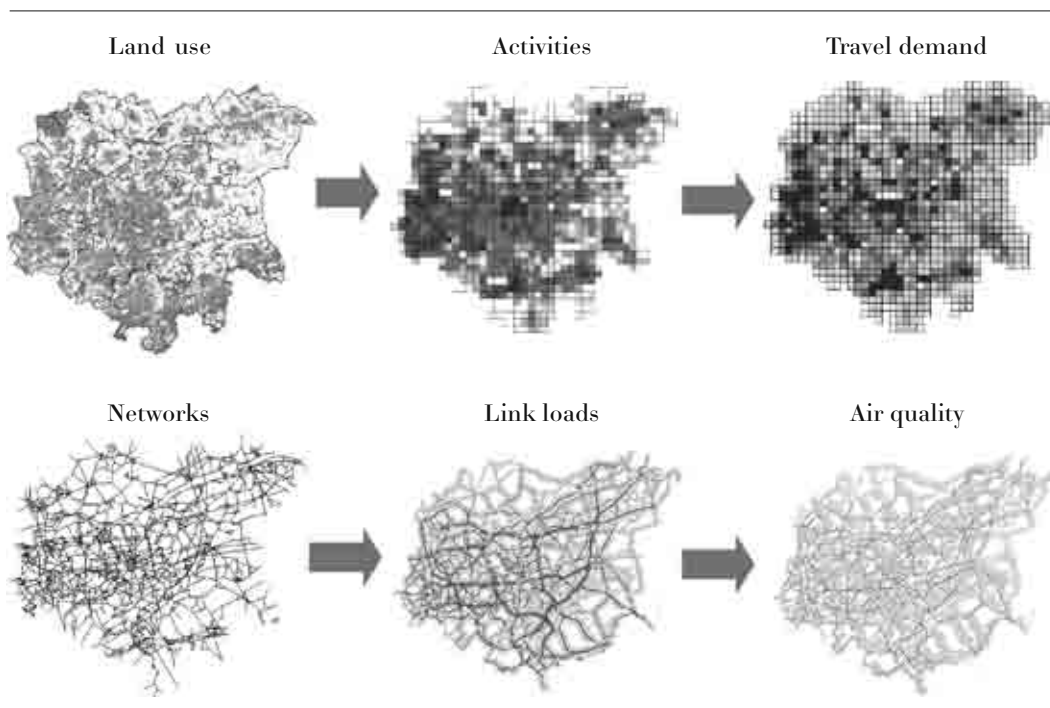 Land use
Activities
Travel demand
Networks
Link loads
Air quality